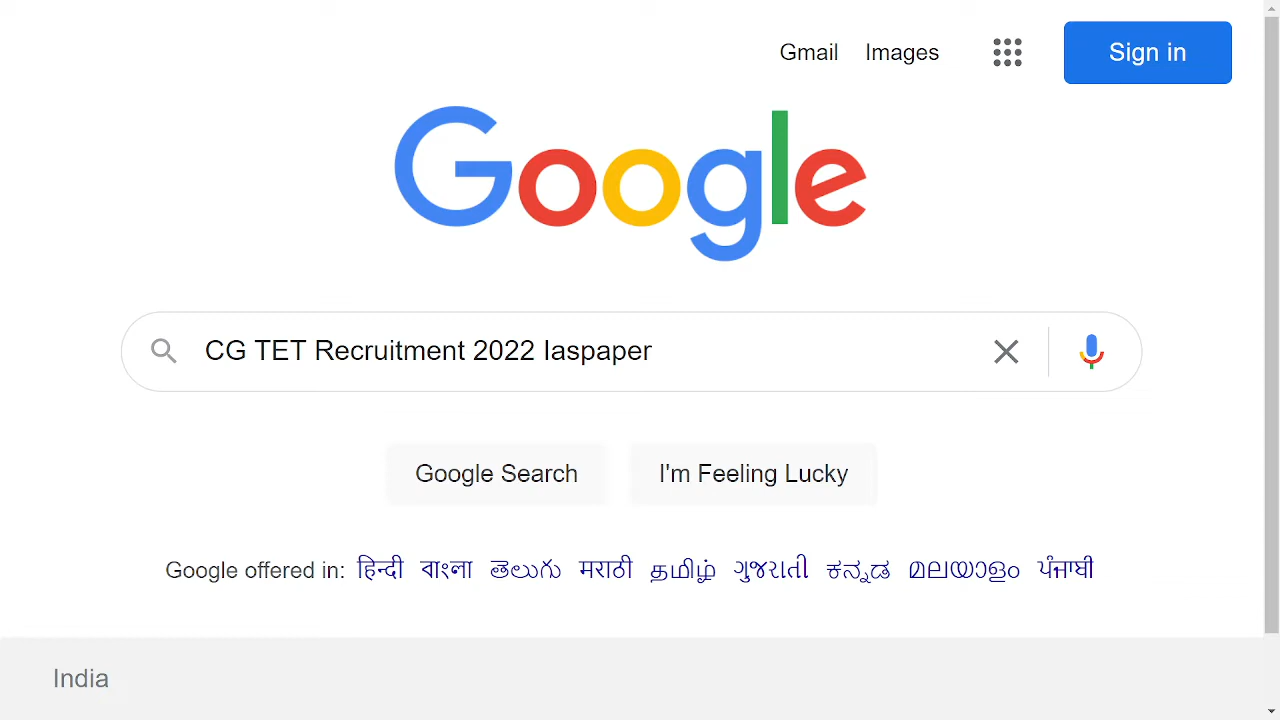 Gmail Images Sign in
Google
CG TET Recruitment 2022 Iaspaper
Google Search I'm Feeling Lucky
Google offered in: हिन्दी বাংলা తెలుగు मराठी தமிழ் ગુજરાતી ಕನ್ನಡ മലയാളം ਪੰਜਾਬੀ
India